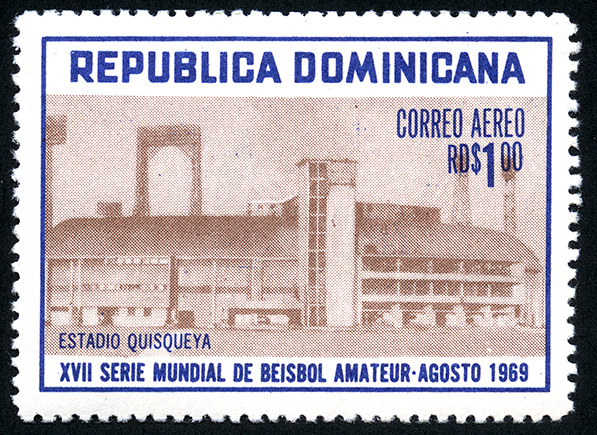 REPUBLICA DOMINICANA
CORREO AEREO
RD$1.00
ESTADIO QUISQUEYA
XVII SERIE MUNDIAL DE BEISBOL AMATEUR·AGOSTO 1969